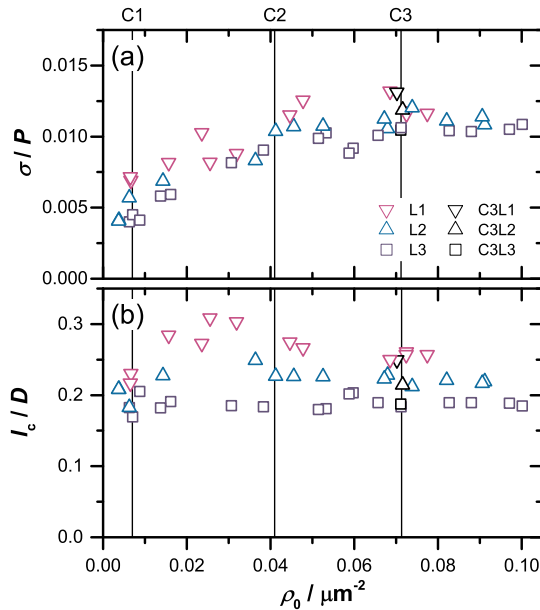 C1 C2 C3
(a)
σ / P
0.015
0.010
0.005
0.000
L1 C3L1
L2 C3L2
L3 C3L3
(b)
l_c / D
0.3
0.2
0.1
0.0
0.00 0.02 0.04 0.06 0.08 0.10
ρ₀ / μm⁻²